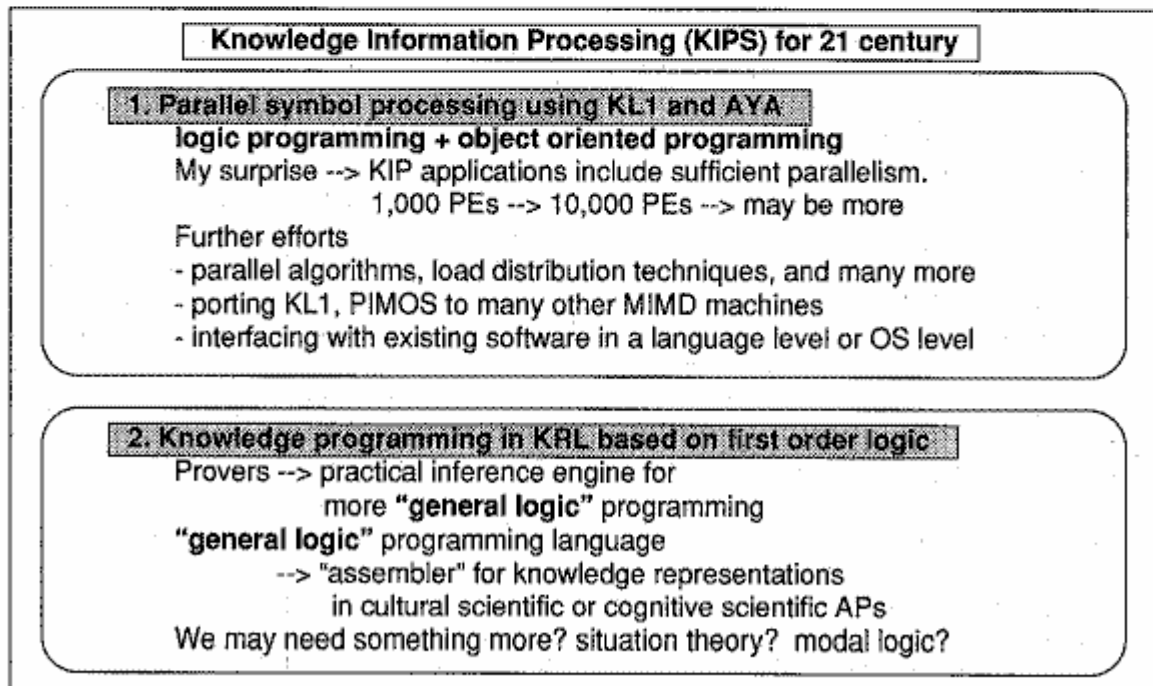 Knowledge Information Processing (KIPS) for 21 century
1. Parallel symbol processing using KL1 and AYA
logic programming + object oriented programming
My surprise --> KIP applications include sufficient parallelism.
1,000 PEs --> 10,000 PEs --> may be more
Further efforts
- parallel algorithms, load distribution techniques, and many more
- porting KL1, PIMOS to many other MIMD machines
- interfacing with existing software in a language level or OS level
2. Knowledge programming in KRL based on first order logic
Provers --> practical inference engine for
more “general logic” programming
“general logic” programming language
--> "assembler" for knowledge representations
in cultural scientific or cognitive scientific APs
We may need something more? situation theory? modal logic?